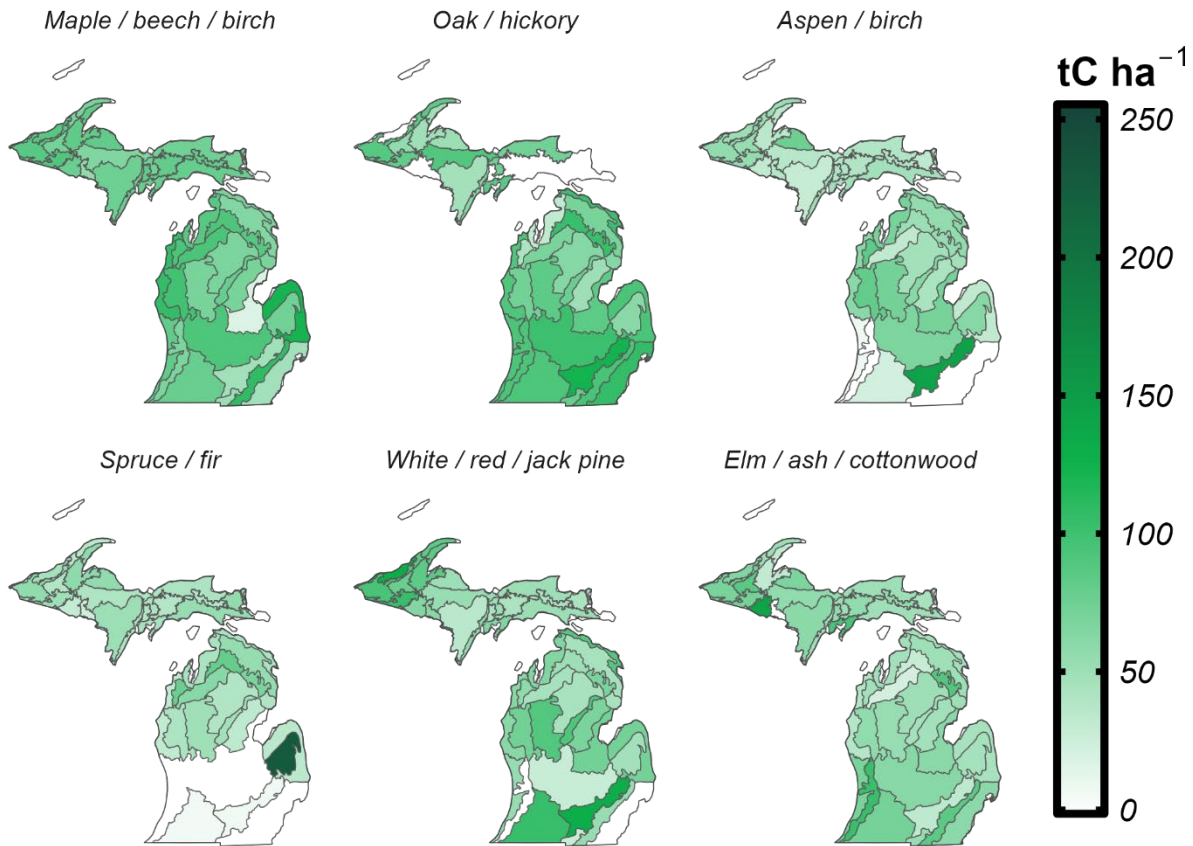 Maple / beech / birch
Oak / hickory
Aspen / birch
tC ha⁻¹
250
200
150
100
50
0
Spruce / fir
White / red / jack pine
Elm / ash / cottonwood